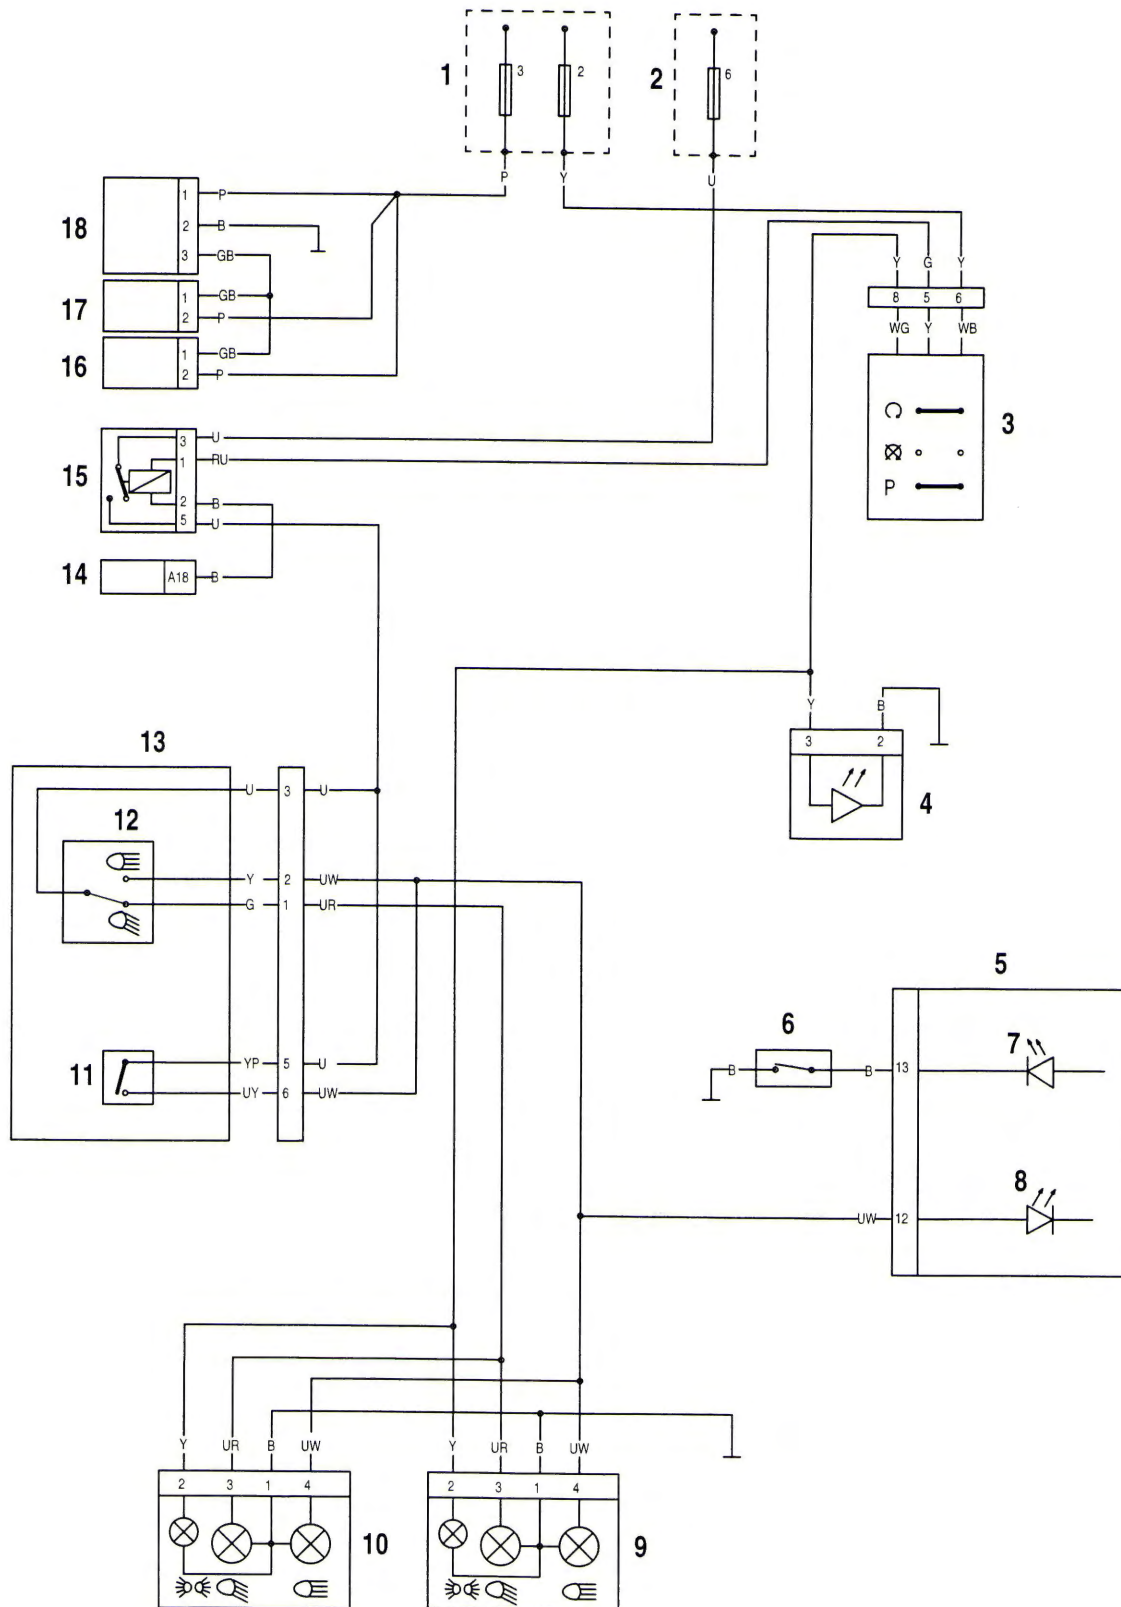 1
3
2
2
6
P
Y
U
18
1 P
2 B
3 GB
17
1 GB
2 P
16
1 GB
2 P
Y G Y
8 5 6
WG Y WB
3
P
15
3 U
1 RU
2 B
5 U
14
A18 B
Y B
3 2
4
13
12
U 3 U
Y 2 UW
G 1 UR
11
YP 5 U
UY 6 UW
5
6
B B 13
7
8
UW 12
Y UR B UW
2 3 1 4
10
Y UR B UW
2 3 1 4
9